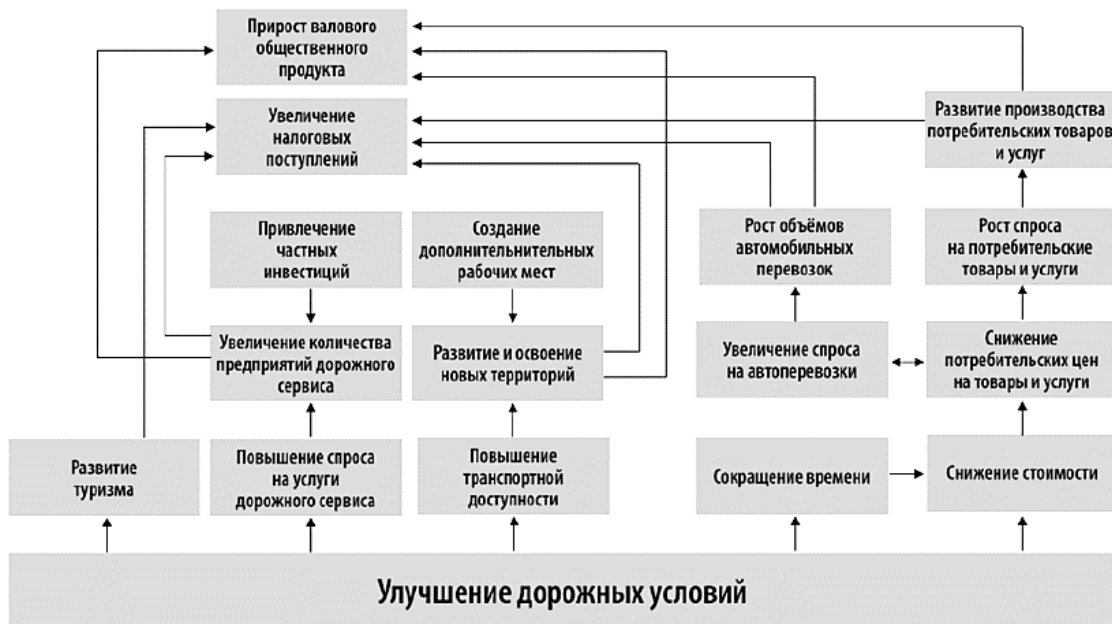 Прирост валового
общественного
продукта
Увеличение
налоговых
поступлений
Развитие производства
потребительских товаров
и услуг
Привлечение
частных
инвестиций
Создание
дополнительнительных
рабочих мест
Рост объёмов
автомобильных
перевозок
Рост спроса
на потребительские
товары и услуги
Увеличение количества
предприятий дорожного
сервиса
Развитие и освоение
новых территорий
Увеличение спроса
на автоперевозки
Снижение
потребительских цен
на товары и услуги
Развитие
туризма
Повышение спроса
на услуги
дорожного сервиса
Повышение
транспортной
доступности
Сокращение времени
Снижение стоимости
Улучшение дорожных условий